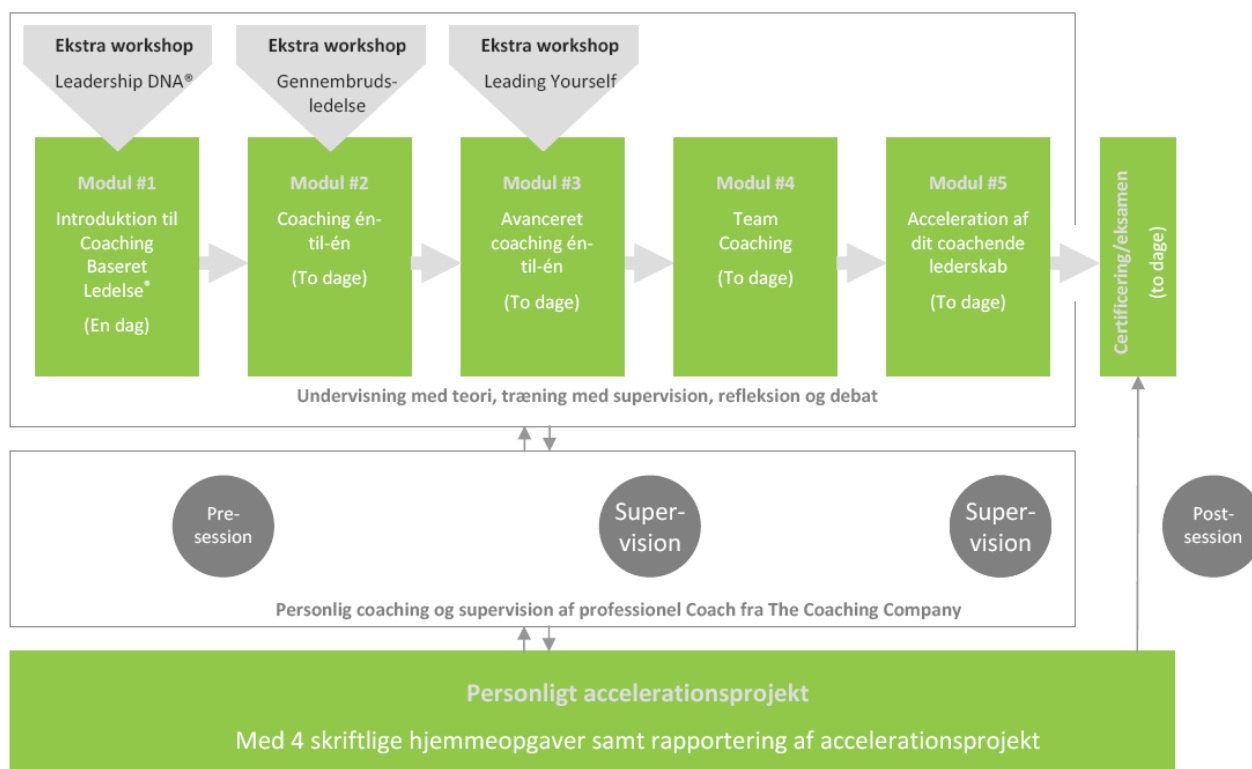 Ekstra workshop
Leadership DNA®
Ekstra workshop
Gennembruds-
ledelse
Ekstra workshop
Leading Yourself
Modul #1
Introduktion til
Coaching
Baseret
Ledelse®
(En dag)
Modul #2
Coaching én-
til-én
(To dage)
Modul #3
Avanceret
coaching én-
til-én
(To dage)
Modul #4
Team
Coaching
(To dage)
Modul #5
Acceleration af
dit coachende
lederskab
(To dage)
Certificering/eksamen
(to dage)
Undervisning med teori, træning med supervision, refleksion og debat
Pre-
session
Super-
vision
Super-
vision
Post-
session
Personlig coaching og supervision af professionel Coach fra The Coaching Company
Personligt accelerationsprojekt
Med 4 skriftlige hjemmeopgaver samt rapportering af accelerationsprojekt